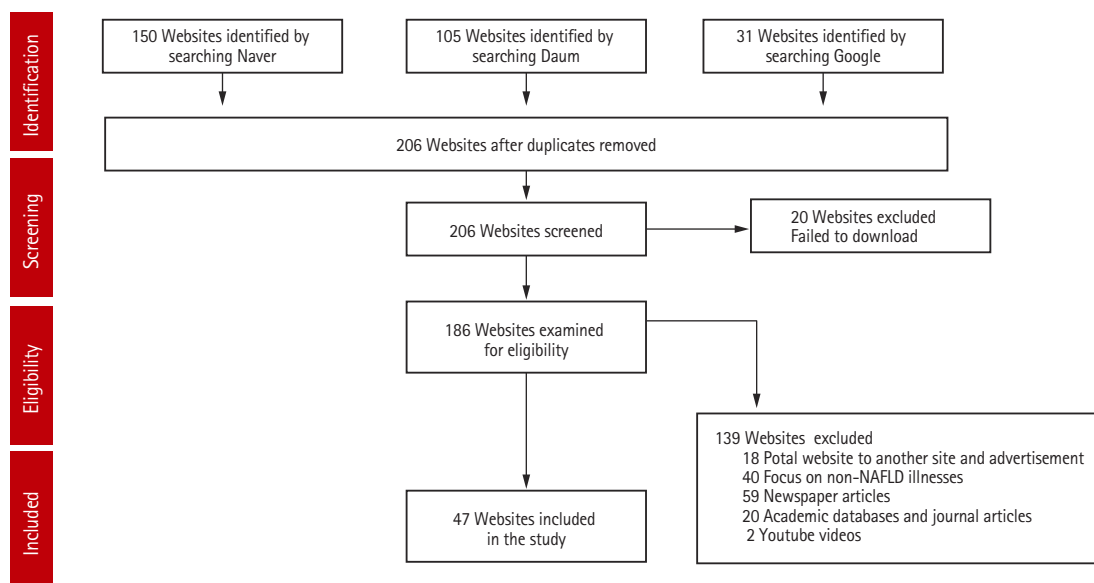 Identification
150 Websites identified by
searching Naver
105 Websites identified by
searching Daum
31 Websites identified by
searching Google
206 Websites after duplicates removed
Screening
206 Websites screened
20 Websites excluded
Failed to download
Eligibility
186 Websites examined
for eligibility
139 Websites excluded
18 Potal website to another site and advertisement
40 Focus on non-NAFLD illnesses
59 Newspaper articles
20 Academic databases and journal articles
2 Youtube videos
Included
47 Websites included
in the study